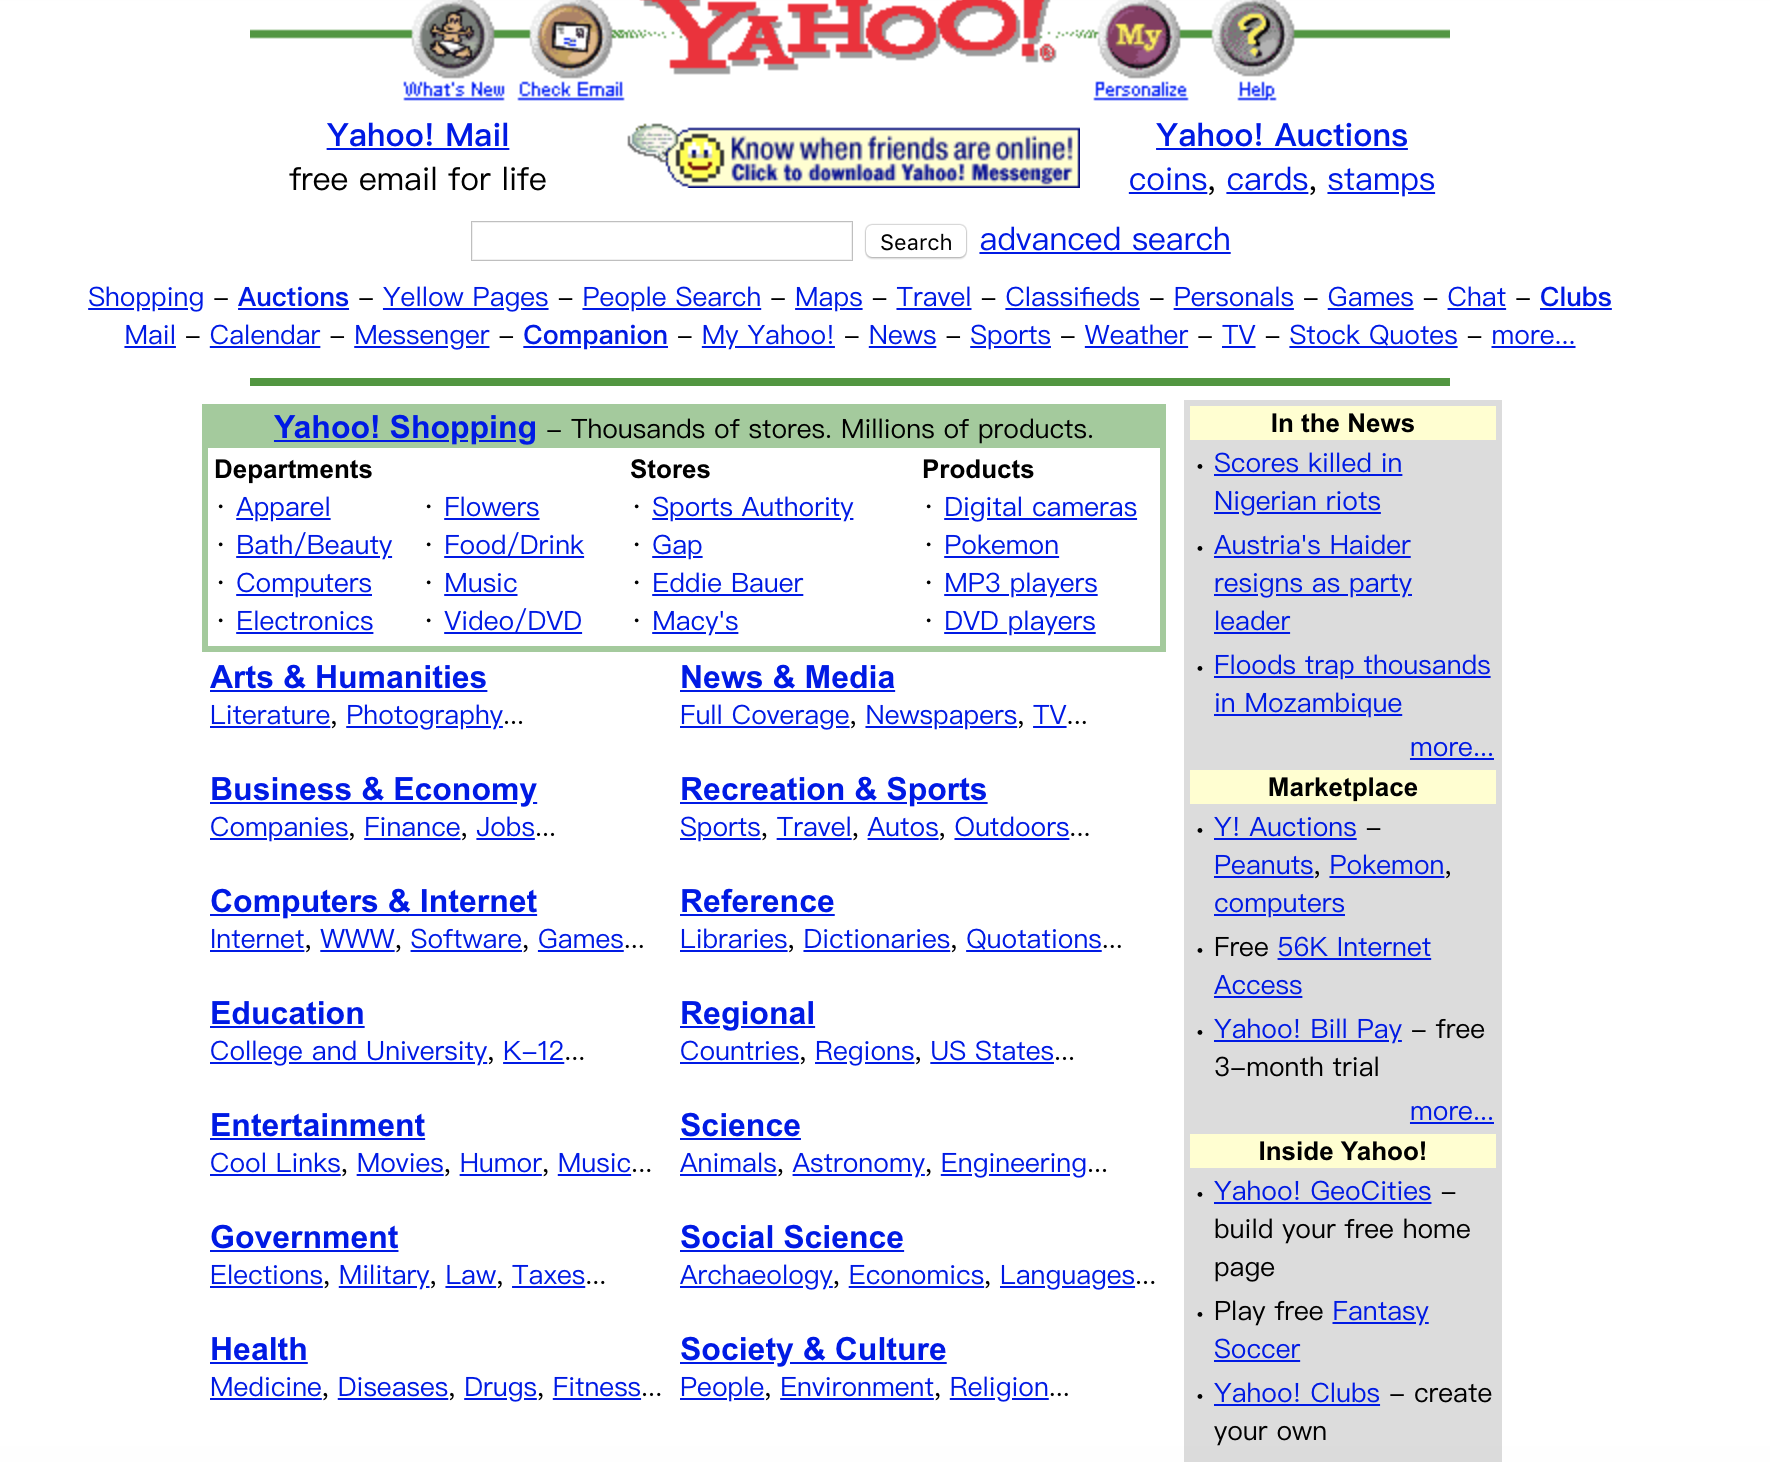 YAHOO!®
My
?
What's New
Check Email
Personalize
Help
Yahoo! Mail
free email for life
Know when friends are online!
Click to download Yahoo! Messenger
Yahoo! Auctions
coins, cards, stamps
Search
advanced search
Shopping – Auctions – Yellow Pages – People Search – Maps – Travel – Classifieds – Personals – Games – Chat – Clubs
Mail – Calendar – Messenger – Companion – My Yahoo! – News – Sports – Weather – TV – Stock Quotes – more...
Yahoo! Shopping – Thousands of stores. Millions of products.
Departments
· Apparel
· Bath/Beauty
· Computers
· Electronics
· Flowers
· Food/Drink
· Music
· Video/DVD
Stores
· Sports Authority
· Gap
· Eddie Bauer
· Macy's
Products
· Digital cameras
· Pokemon
· MP3 players
· DVD players
Arts & Humanities
Literature, Photography...
Business & Economy
Companies, Finance, Jobs...
Computers & Internet
Internet, WWW, Software, Games...
Education
College and University, K–12...
Entertainment
Cool Links, Movies, Humor, Music...
Government
Elections, Military, Law, Taxes...
Health
Medicine, Diseases, Drugs, Fitness...
News & Media
Full Coverage, Newspapers, TV...
Recreation & Sports
Sports, Travel, Autos, Outdoors...
Reference
Libraries, Dictionaries, Quotations...
Regional
Countries, Regions, US States...
Science
Animals, Astronomy, Engineering...
Social Science
Archaeology, Economics, Languages...
Society & Culture
People, Environment, Religion...
In the News
• Scores killed in
Nigerian riots
• Austria's Haider
resigns as party
leader
• Floods trap thousands
in Mozambique
more...
Marketplace
• Y! Auctions –
Peanuts, Pokemon,
computers
• Free 56K Internet
Access
• Yahoo! Bill Pay – free
3–month trial
more...
Inside Yahoo!
• Yahoo! GeoCities –
build your free home
page
• Play free Fantasy
Soccer
• Yahoo! Clubs – create
your own